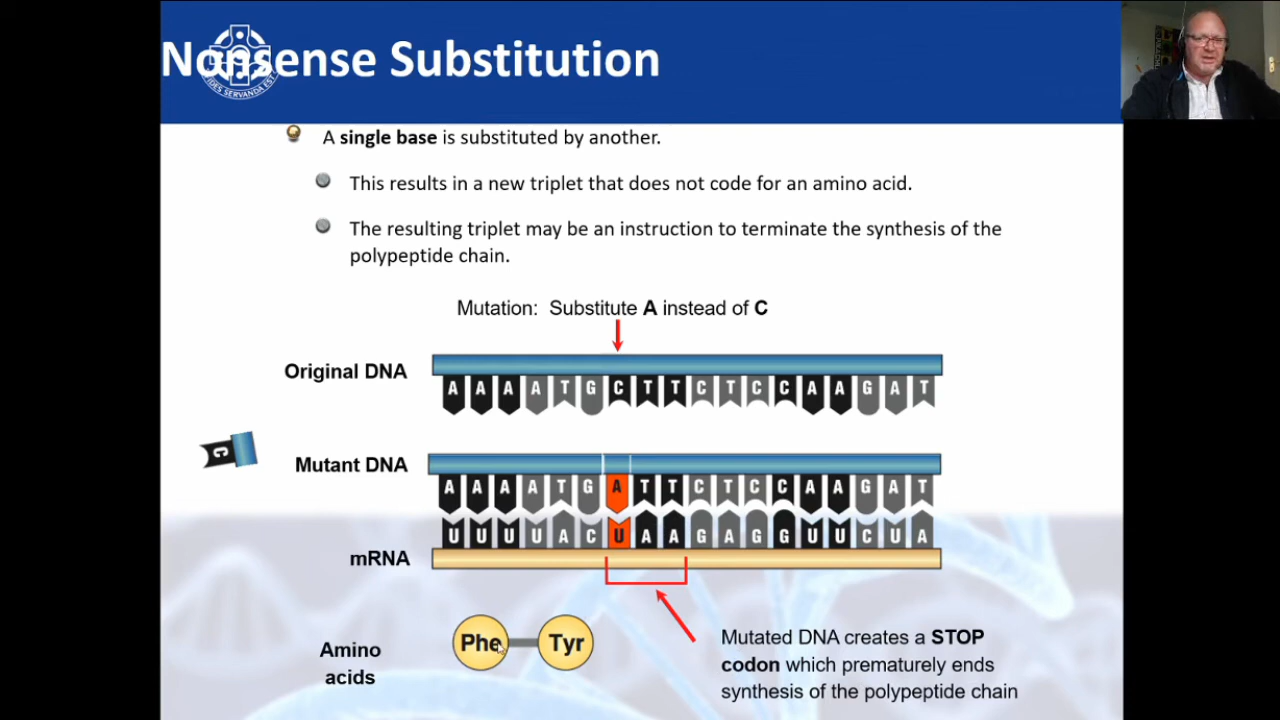 Nonsense Substitution
FIDES SERVANDA EST
A single base is substituted by another.
This results in a new triplet that does not code for an amino acid.
The resulting triplet may be an instruction to terminate the synthesis of the
polypeptide chain.
Mutation: Substitute A instead of C
Original DNA
A A A A T G C T T C T C C A A G A T
C
Mutant DNA
A A A A T G A T T C T C C A A G A T
U U U U A C U A A G A G G U U C U A
mRNA
Amino
acids
Phe Tyr
Mutated DNA creates a STOP
codon which prematurely ends
synthesis of the polypeptide chain